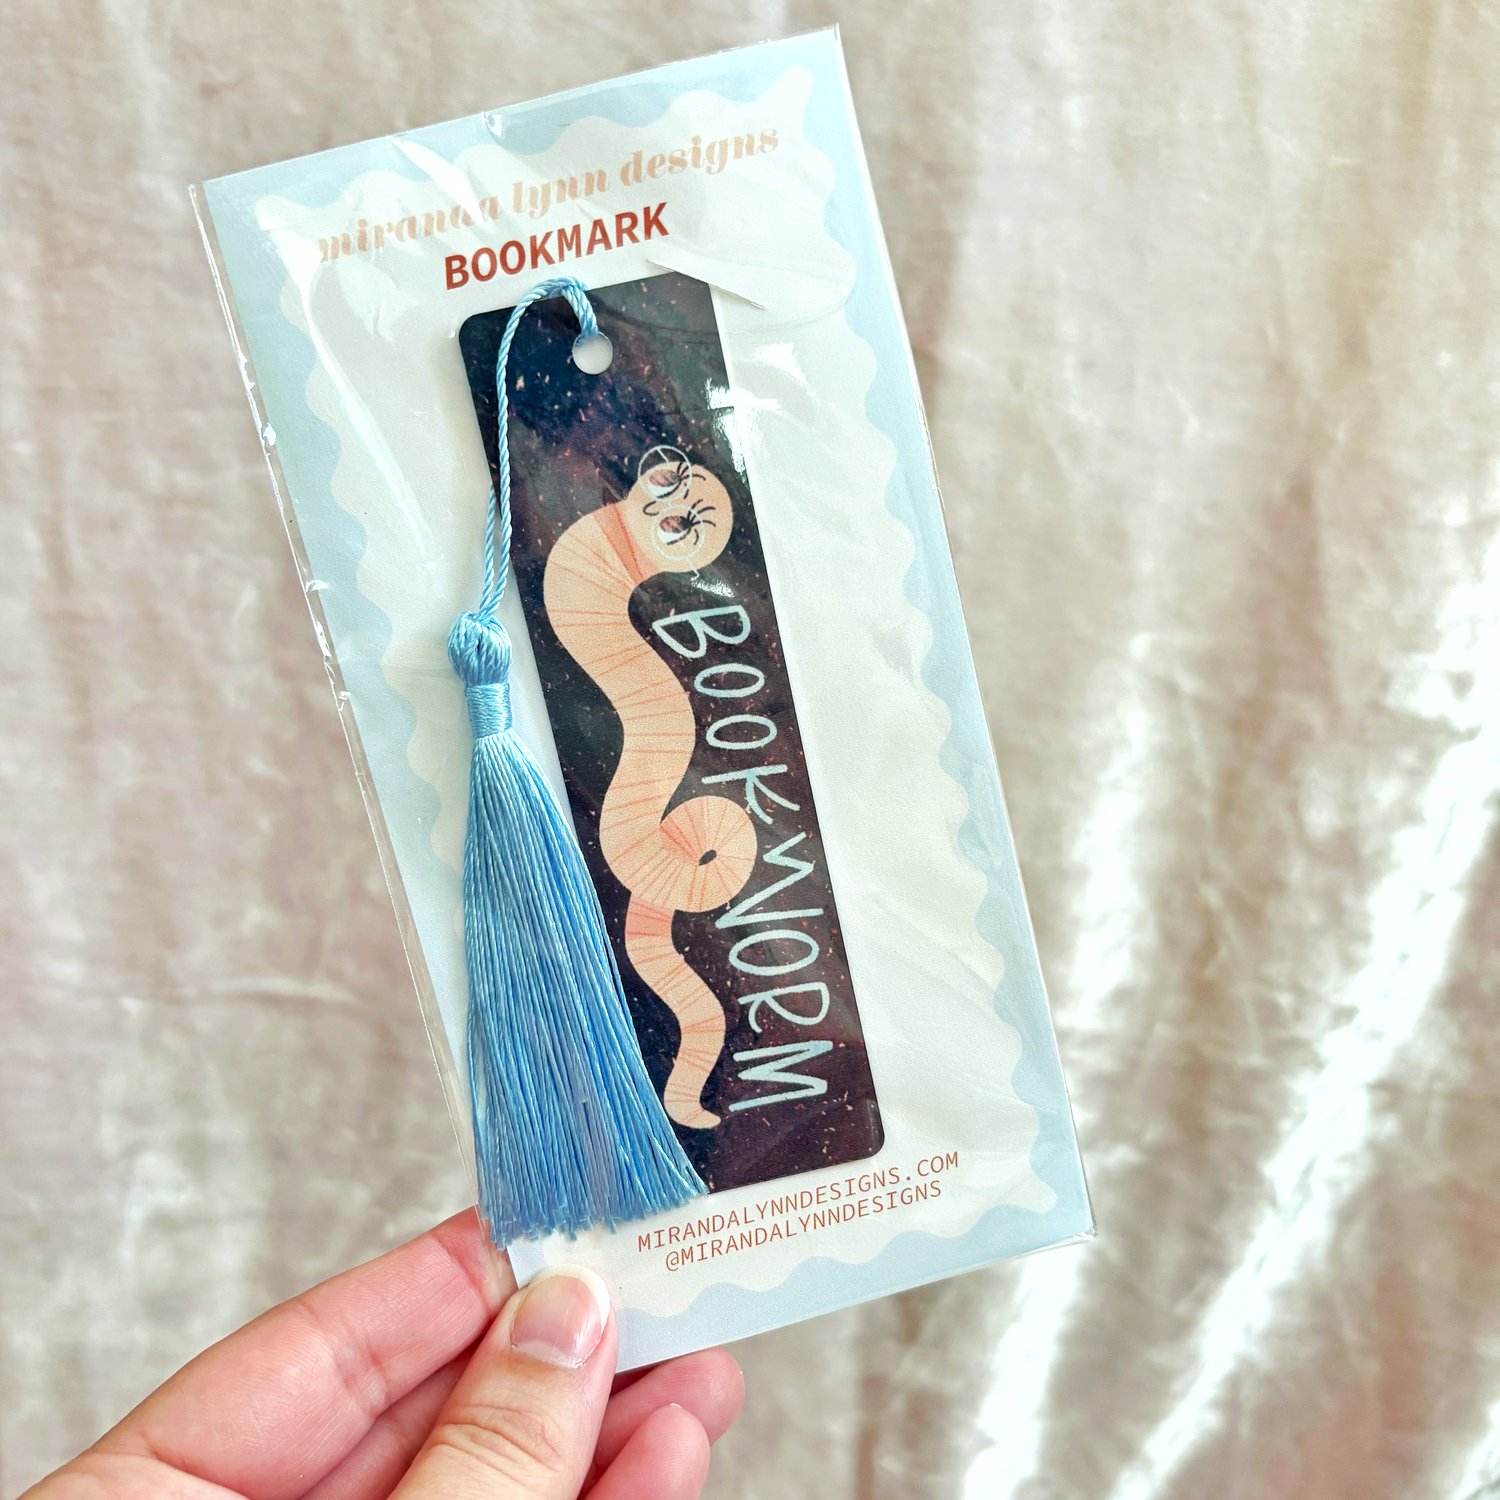 miranda lynn designs
BOOKMARK
BOOKWORM
MIRANDALYNNDESIGNS.COM
@MIRANDALYNNDESIGNS